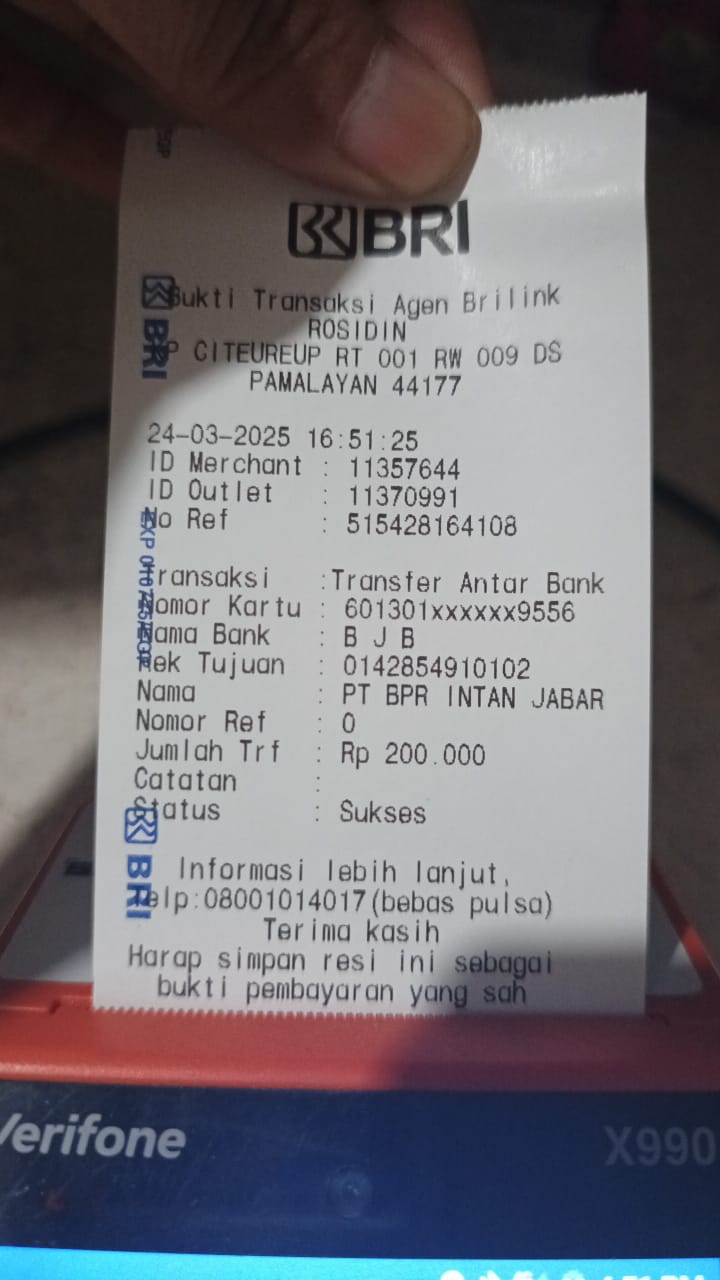 BRI
Bukti Transaksi Agen Brilink
ROSIDIN
CITEUREUP RT 001 RW 009 DS
PAMALAYAN 44177
24-03-2025 16:51:25
ID Merchant : 11357644
ID Outlet : 11370991
No Ref : 515428164108
Transaksi :Transfer Antar Bank
Nomor Kartu : 601301xxxxxx9556
Nama Bank : B J B
Rek Tujuan : 0142854910102
Nama : PT BPR INTAN JABAR
Nomor Ref : 0
Jumlah Trf : Rp 200.000
Catatan :
Status : Sukses
Informasi lebih lanjut,
Telp:08001014017(bebas pulsa)
Terima kasih
Harap simpan resi ini sebagai
bukti pembayaran yang sah
BRI
BRI
Verifone
X990